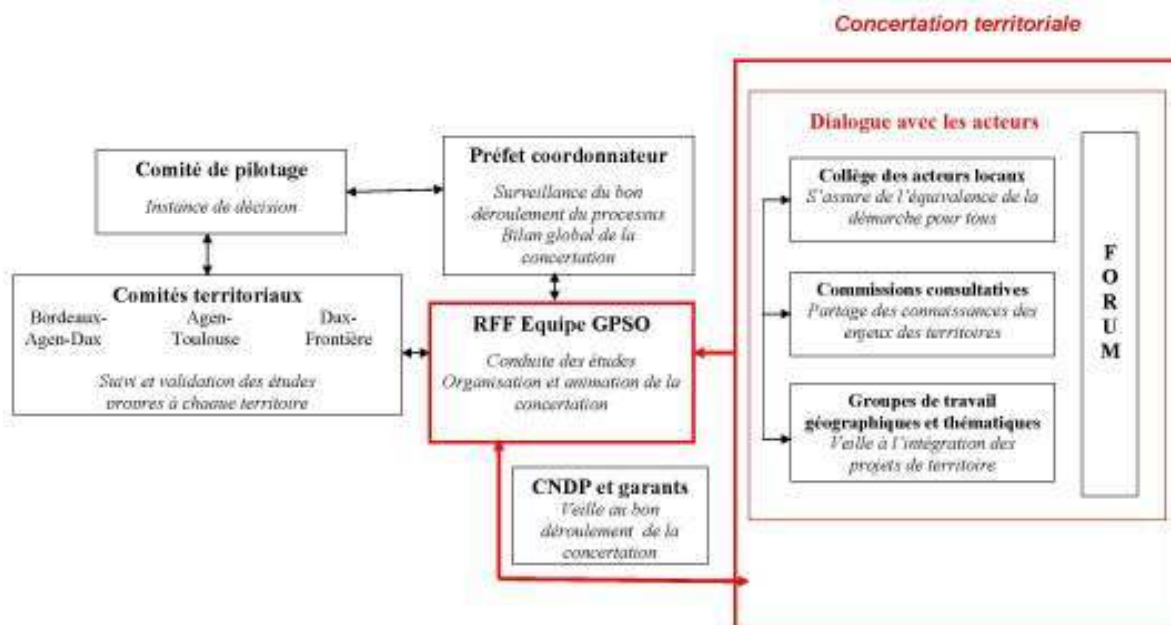 Concertation territoriale
Comité de pilotage
Instance de décision
Préfet coordonnateur
Surveillance du bon
déroulement du processus
Bilan global de la
concertation
Comités territoriaux
Bordeaux-
Agen-Dax
Agen-
Toulouse
Dax-
Frontière
Suivi et validation des études
propres à chaque territoire
RFF Equipe GPSO
Conduite des études
Organisation et animation de la
concertation
CNDP et garants
Veille au bon
déroulement de la
concertation
Dialogue avec les acteurs
Collège des acteurs locaux
S'assure de l'équivalence de la
démarche pour tous
Commissions consultatives
Partage des connaissances des
enjeux des territoires
Groupes de travail
géographiques et thématiques
Veille à l'intégration des
projets de territoire
FORUM